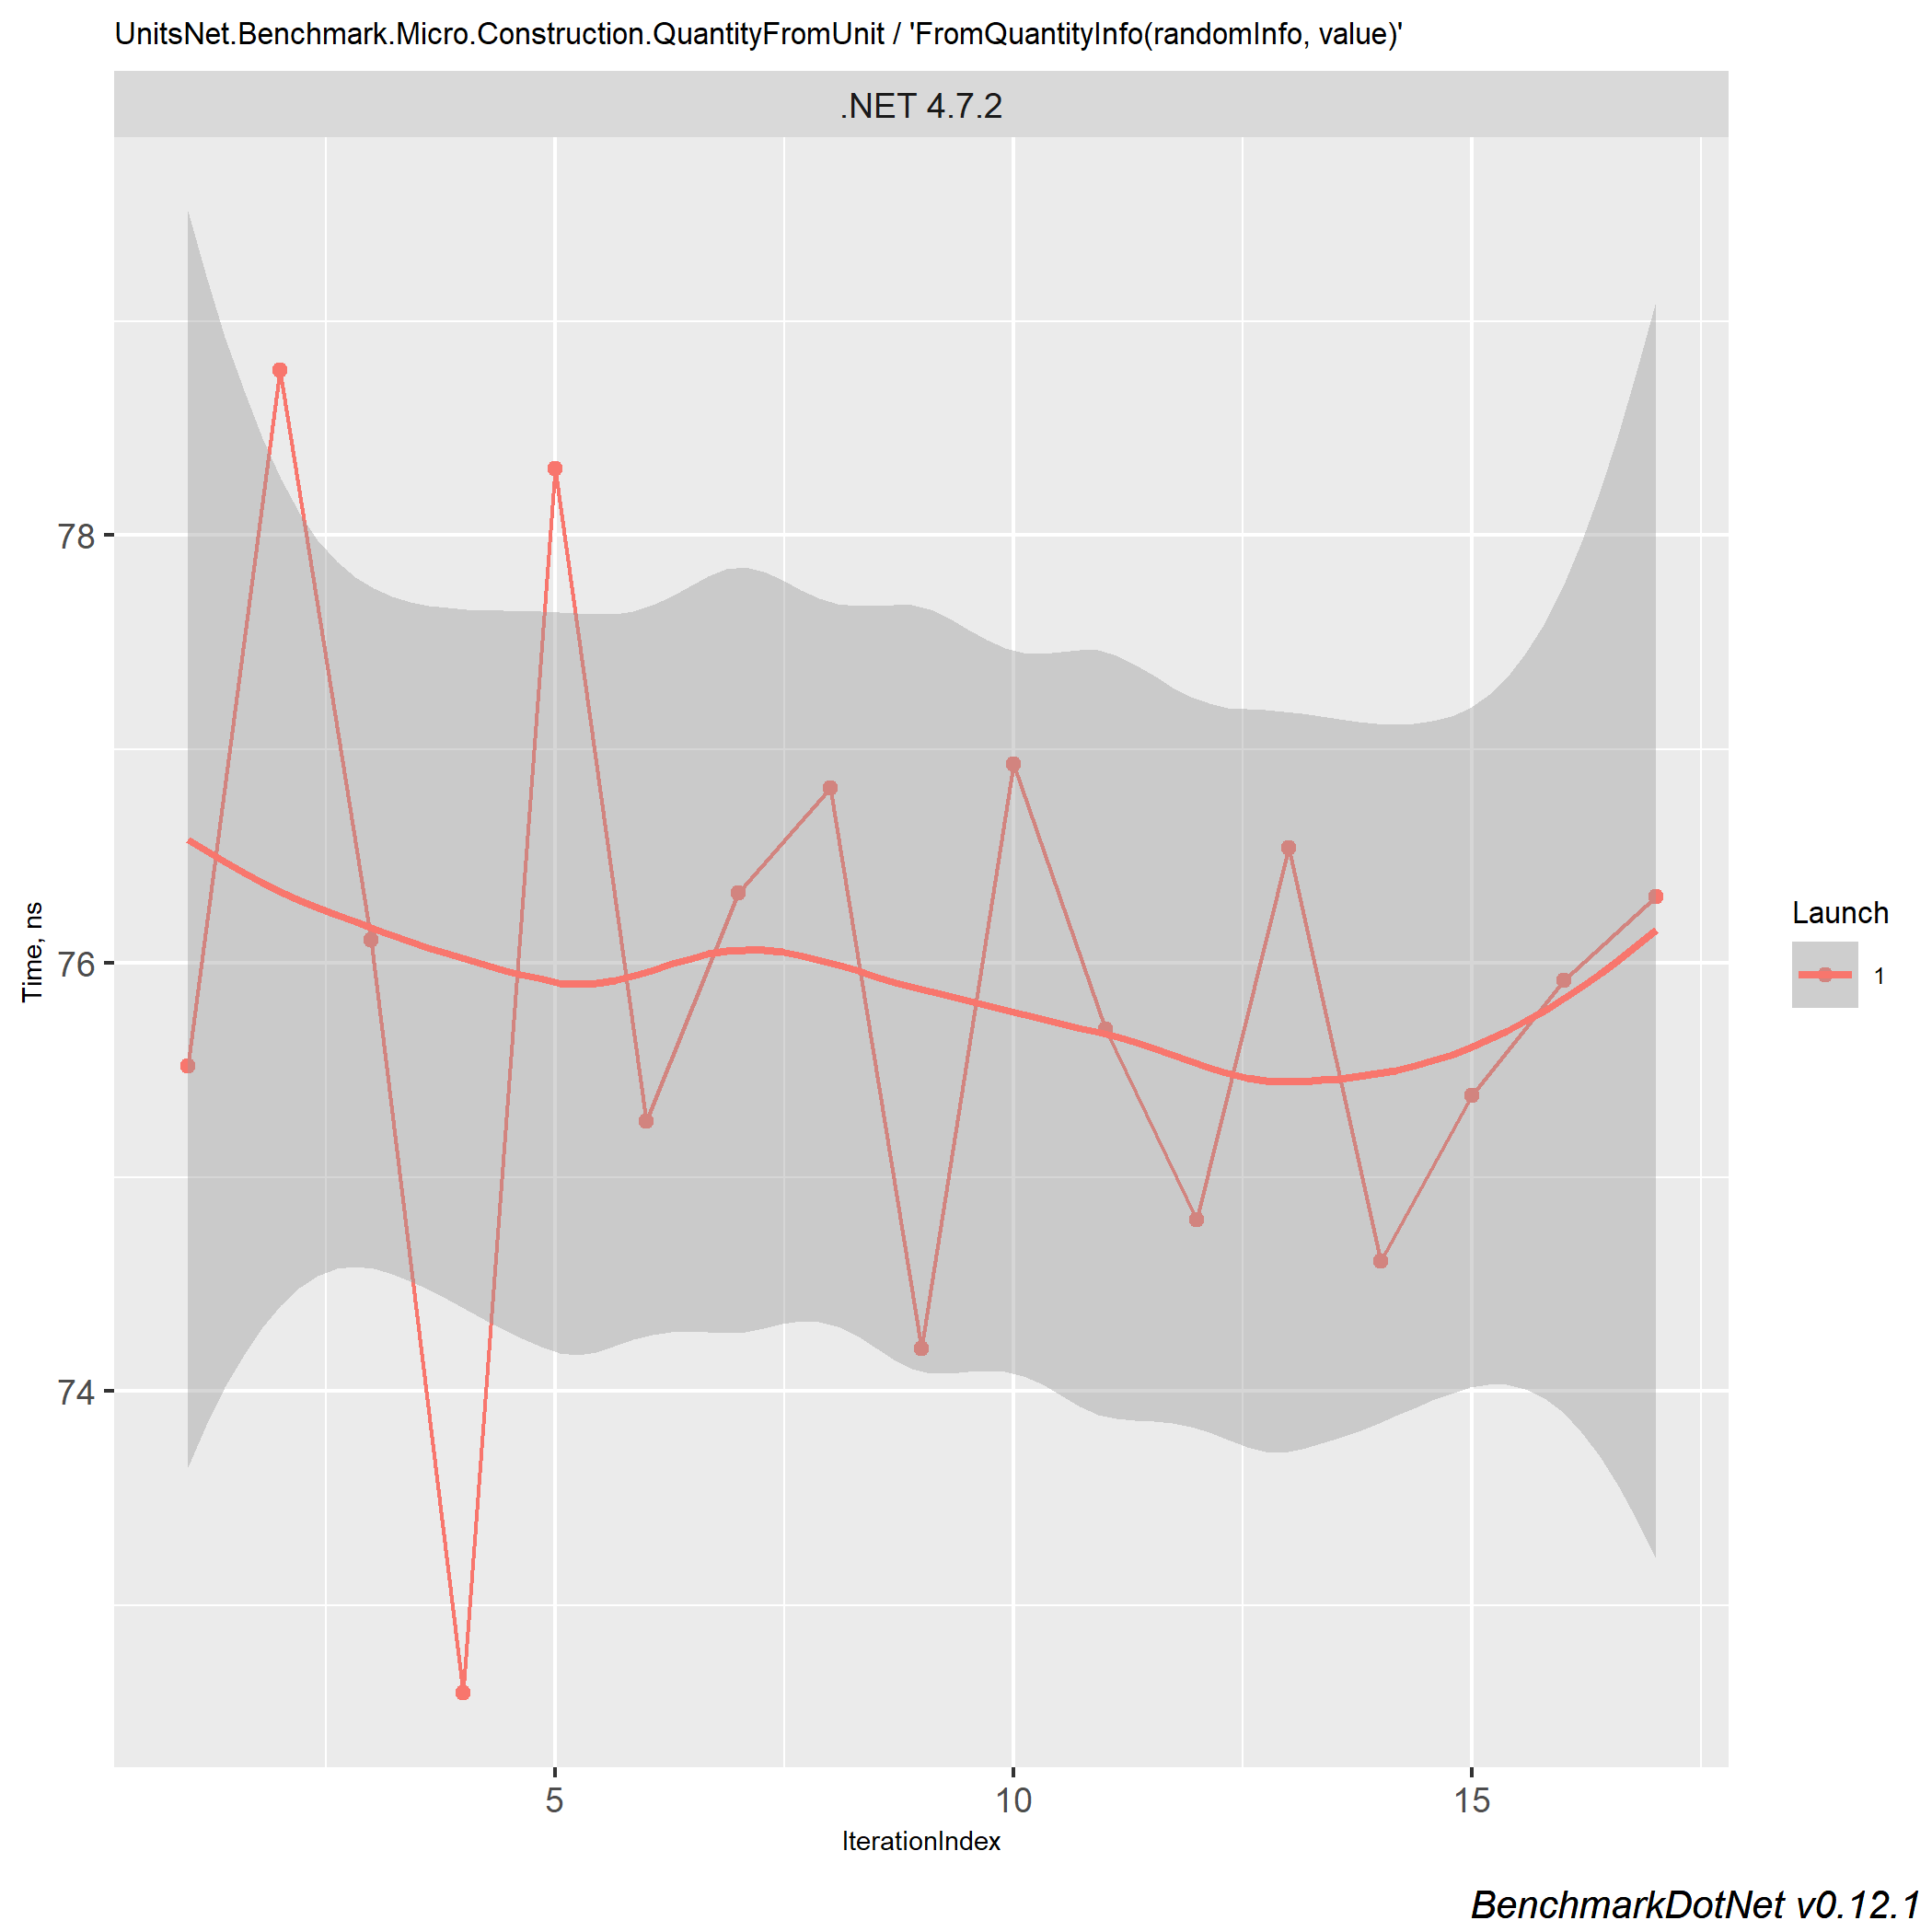 UnitsNet.Benchmark.Micro.Construction.QuantityFromUnit / 'FromQuantityInfo(randomInfo, value)'
.NET 4.7.2
78
76
74
Time, ns
5 10 15
IterationIndex
Launch
1
BenchmarkDotNet v0.12.1